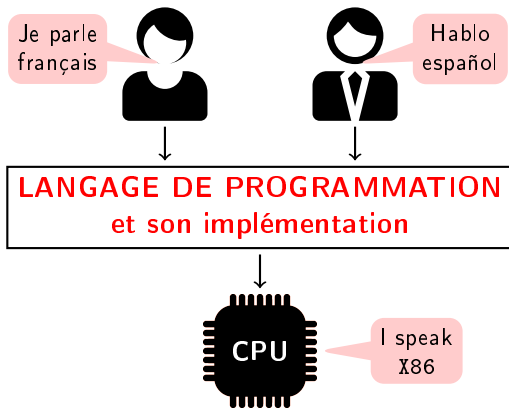 Je parle
français
Hablo
español
LANGAGE DE PROGRAMMATION
et son implémentation
CPU
I speak
X86